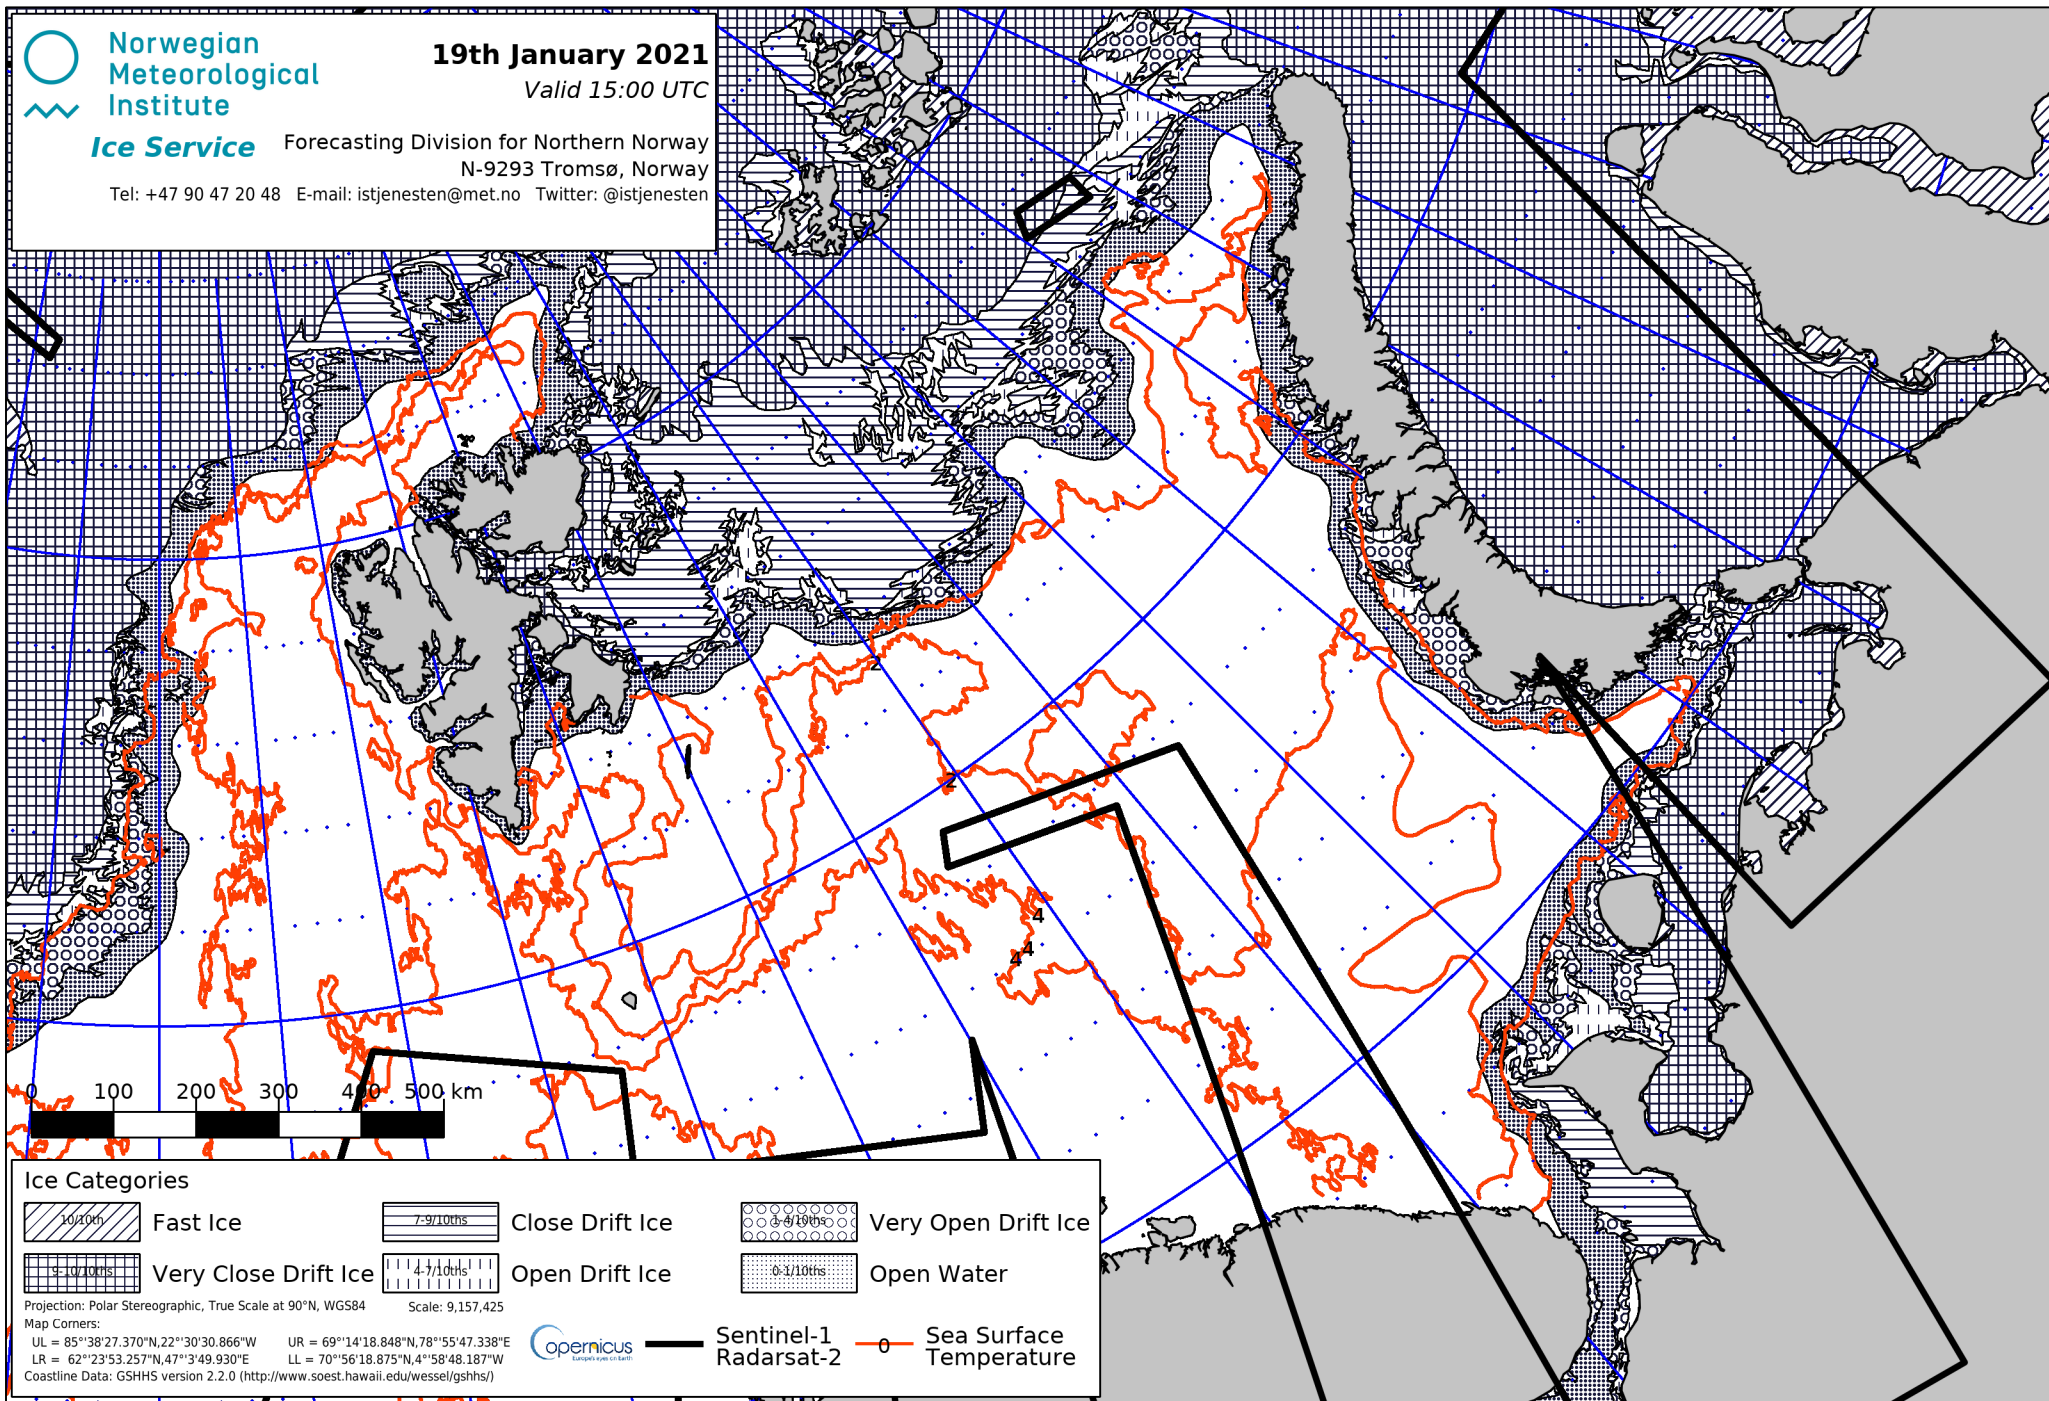 Norwegian
Meteorological
Institute
Ice Service
19th January 2021
Valid 15:00 UTC
Forecasting Division for Northern Norway
N-9293 Tromsø, Norway
Tel: +47 90 47 20 48 E-mail: istjenesten@met.no Twitter: @istjenesten
2
2
4
4
4
0 100 200 300 400 500 km
Ice Categories
10/10th Fast Ice
7-9/10ths Close Drift Ice
1-4/10ths Very Open Drift Ice
9-10/10ths Very Close Drift Ice
4-7/10ths Open Drift Ice
0-1/10ths Open Water
Projection: Polar Stereographic, True Scale at 90°N, WGS84 Scale: 9,157,425
Map Corners:
UL = 85°38'27.370"N,22°30'30.866"W UR = 69°14'18.848"N,78°55'47.338"E
LR = 62°23'53.257"N,47°3'49.930"E LL = 70°56'18.875"N,4°58'48.187"W
Coastline Data: GSHHS version 2.2.0 (http://www.soest.hawaii.edu/wessel/gshhs/)
Copernicus
Europe's eyes on Earth
Sentinel-1
Radarsat-2
0
Sea Surface
Temperature